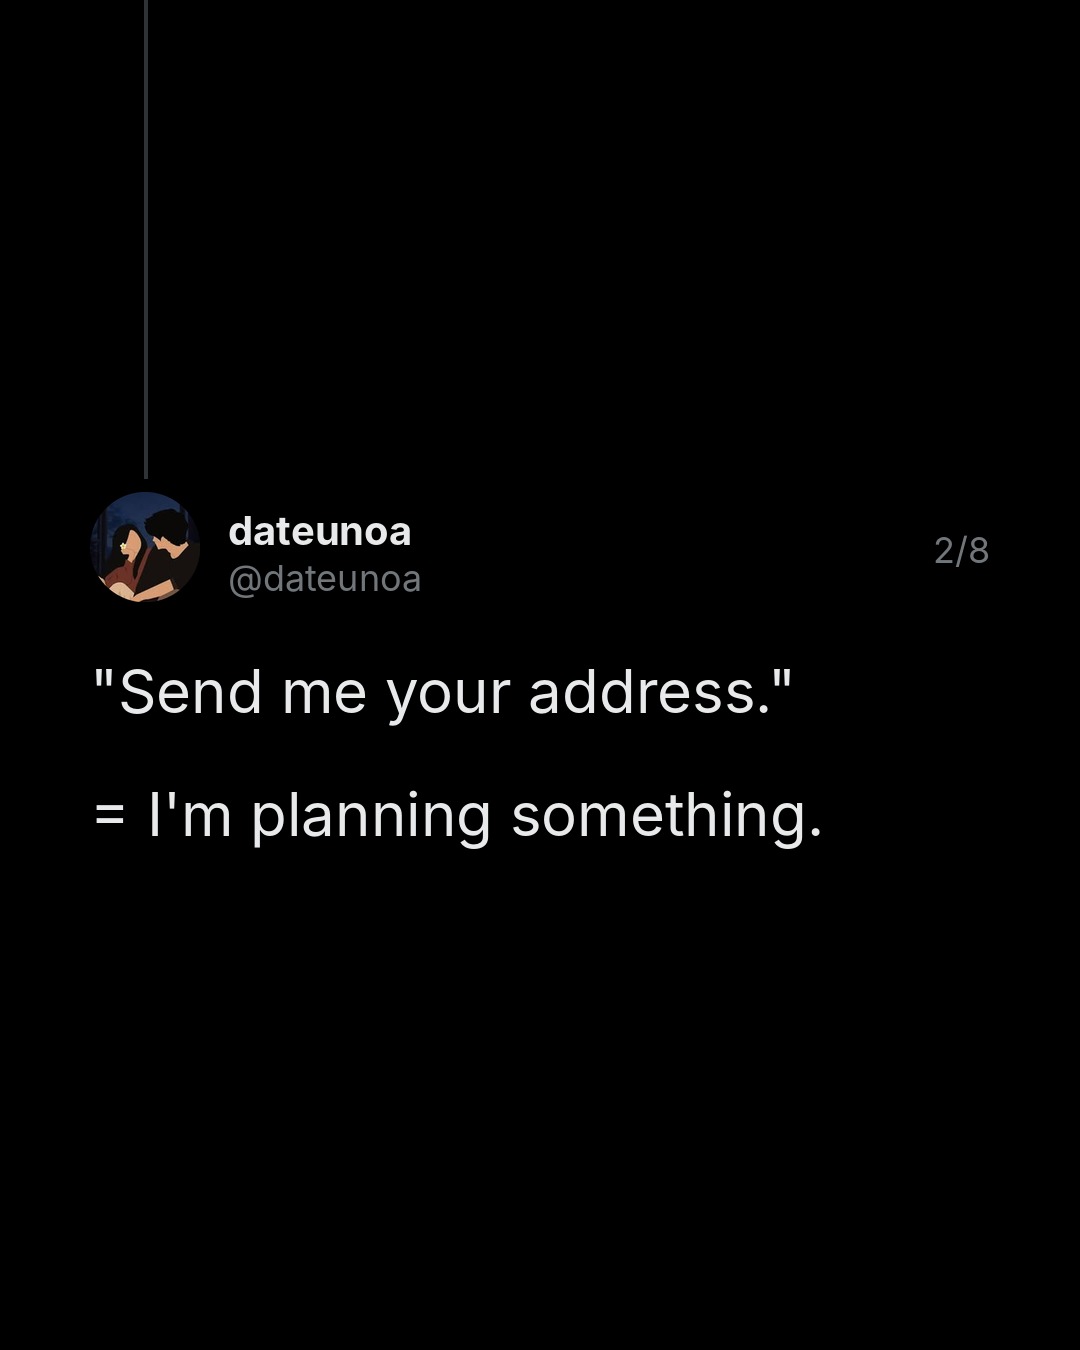 dateunoa
@dateunoa
2/8
"Send me your address."
= I'm planning something.